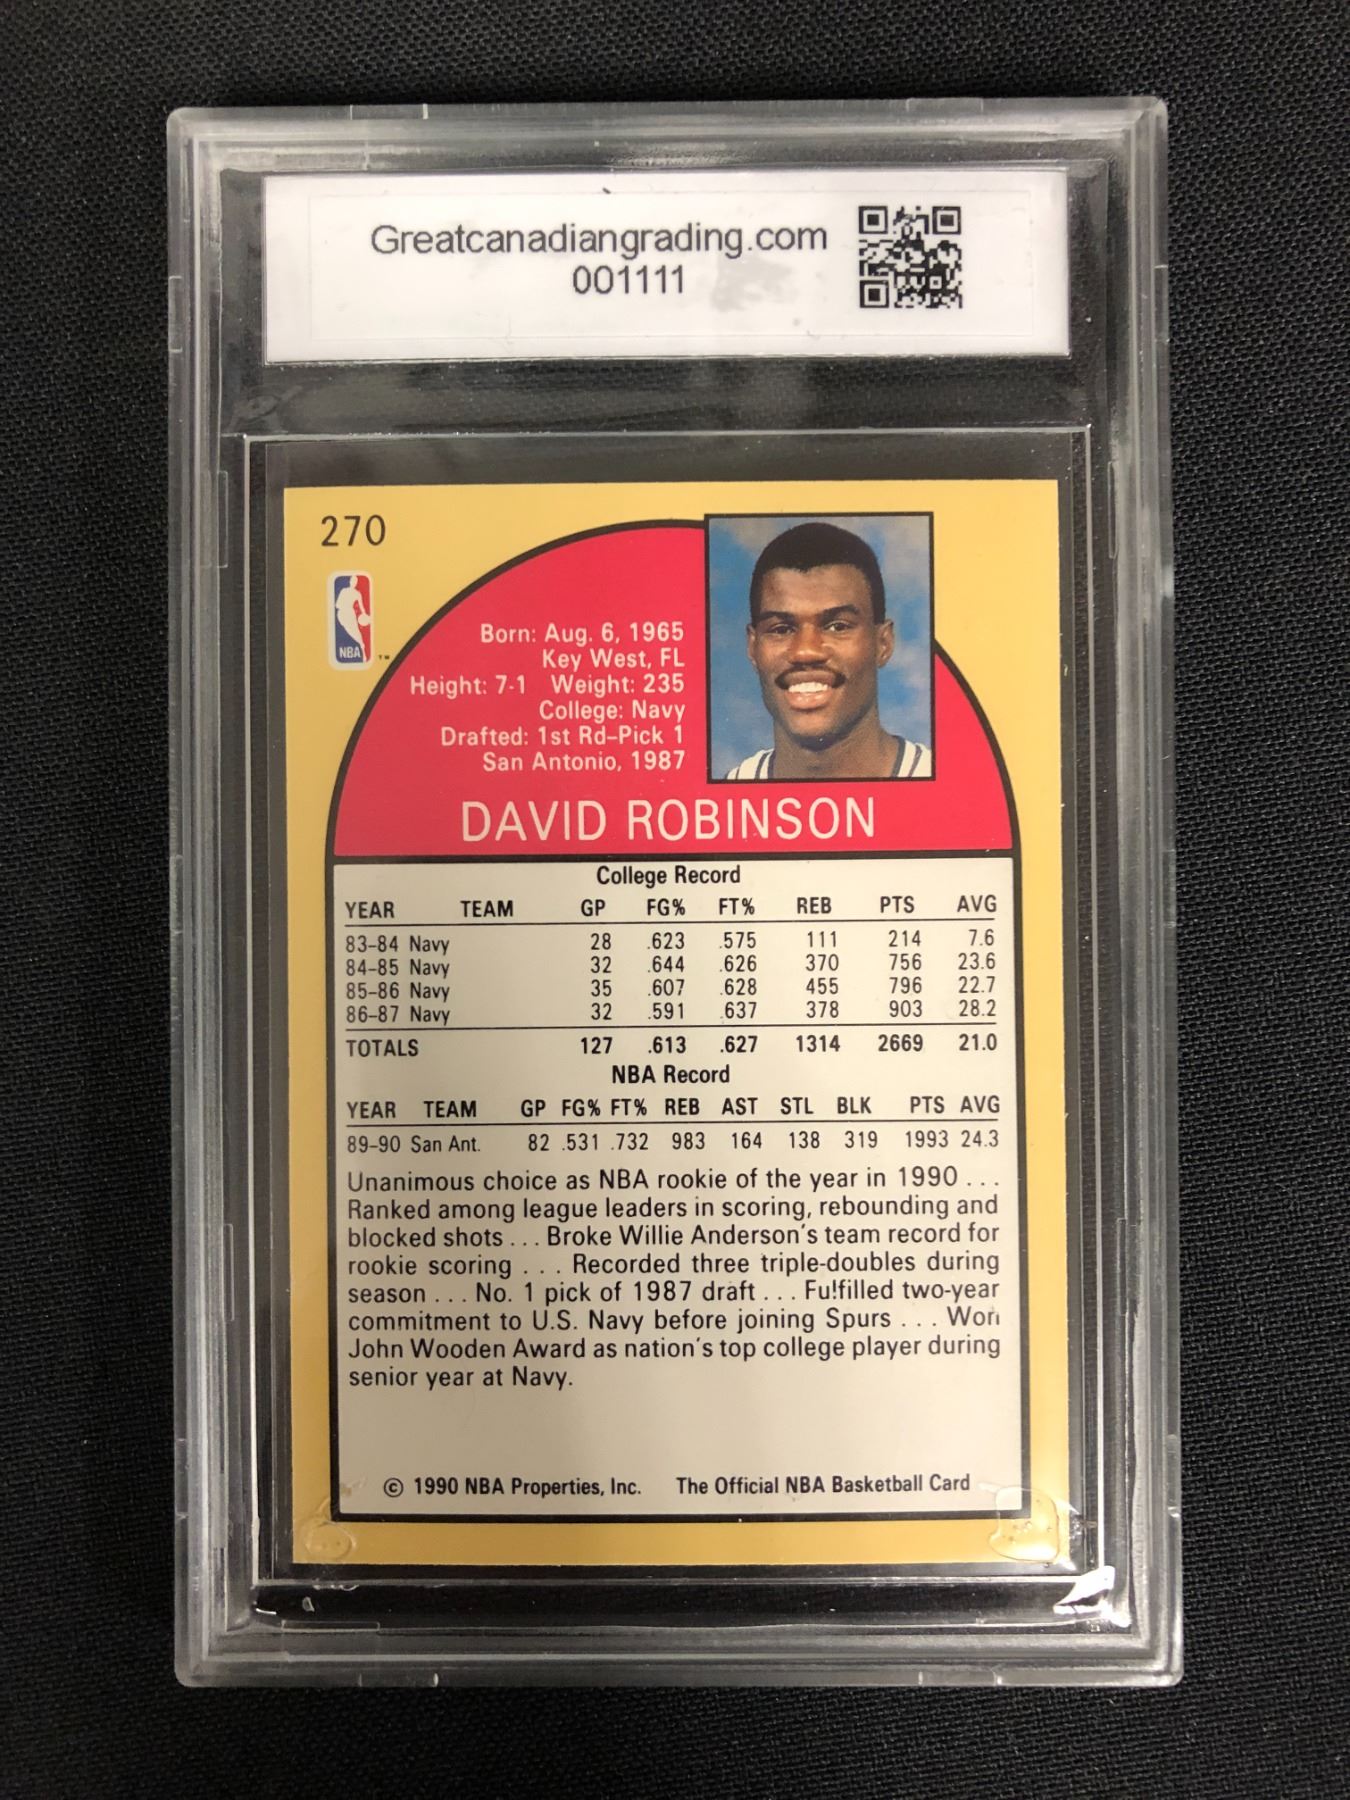 Greatcanadiangrading.com
001111
270
NBA
TM
Born: Aug. 6, 1965
Key West, FL
Height: 7-1 Weight: 235
College: Navy
Drafted: 1st Rd-Pick 1
San Antonio, 1987
DAVID ROBINSON
College Record
YEAR TEAM GP FG% FT% REB PTS AVG
83-84 Navy 28 .623 .575 111 214 7.6
84-85 Navy 32 .644 .626 370 756 23.6
85-86 Navy 35 .607 .628 455 796 22.7
86-87 Navy 32 .591 .637 378 903 28.2
TOTALS 127 .613 .627 1314 2669 21.0
NBA Record
YEAR TEAM GP FG% FT% REB AST STL BLK PTS AVG
89-90 San Ant. 82 .531 .732 983 164 138 319 1993 24.3
Unanimous choice as NBA rookie of the year in 1990 . . .
Ranked among league leaders in scoring, rebounding and
blocked shots . . . Broke Willie Anderson's team record for
rookie scoring . . . Recorded three triple-doubles during
season . . . No. 1 pick of 1987 draft . . . Fulfilled two-year
commitment to U.S. Navy before joining Spurs . . . Won
John Wooden Award as nation's top college player during
senior year at Navy.
© 1990 NBA Properties, Inc. The Official NBA Basketball Card